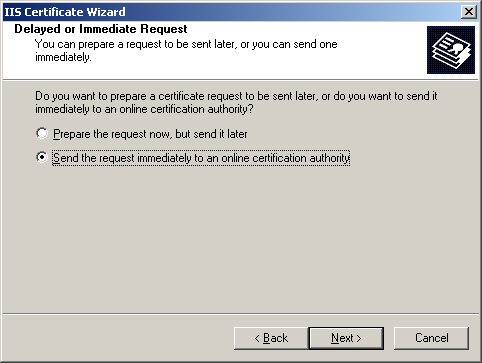 IIS Certificate Wizard
Delayed or Immediate Request
You can prepare a request to be sent later, or you can send one
immediately.
Do you want to prepare a certificate request to be sent later, or do you want to send it
immediately to an online certification authority?
Prepare the request now, but send it later
Send the request immediately to an online certification authority
< Back
Next >
Cancel